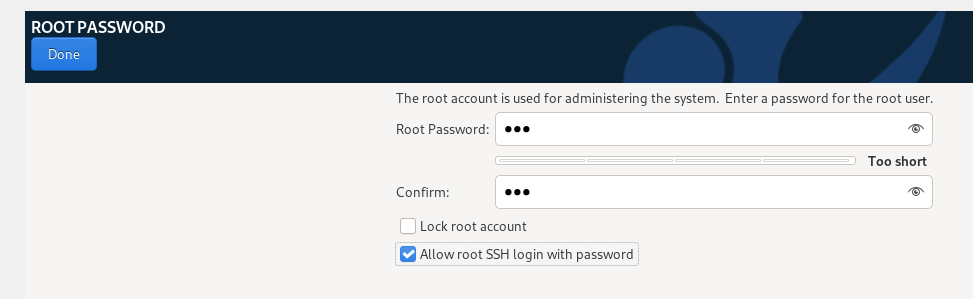 ROOT PASSWORD
Done
The root account is used for administering the system.  Enter a password for the root user.
Root Password: •••
Too short
Confirm: •••
Lock root account
Allow root SSH login with password